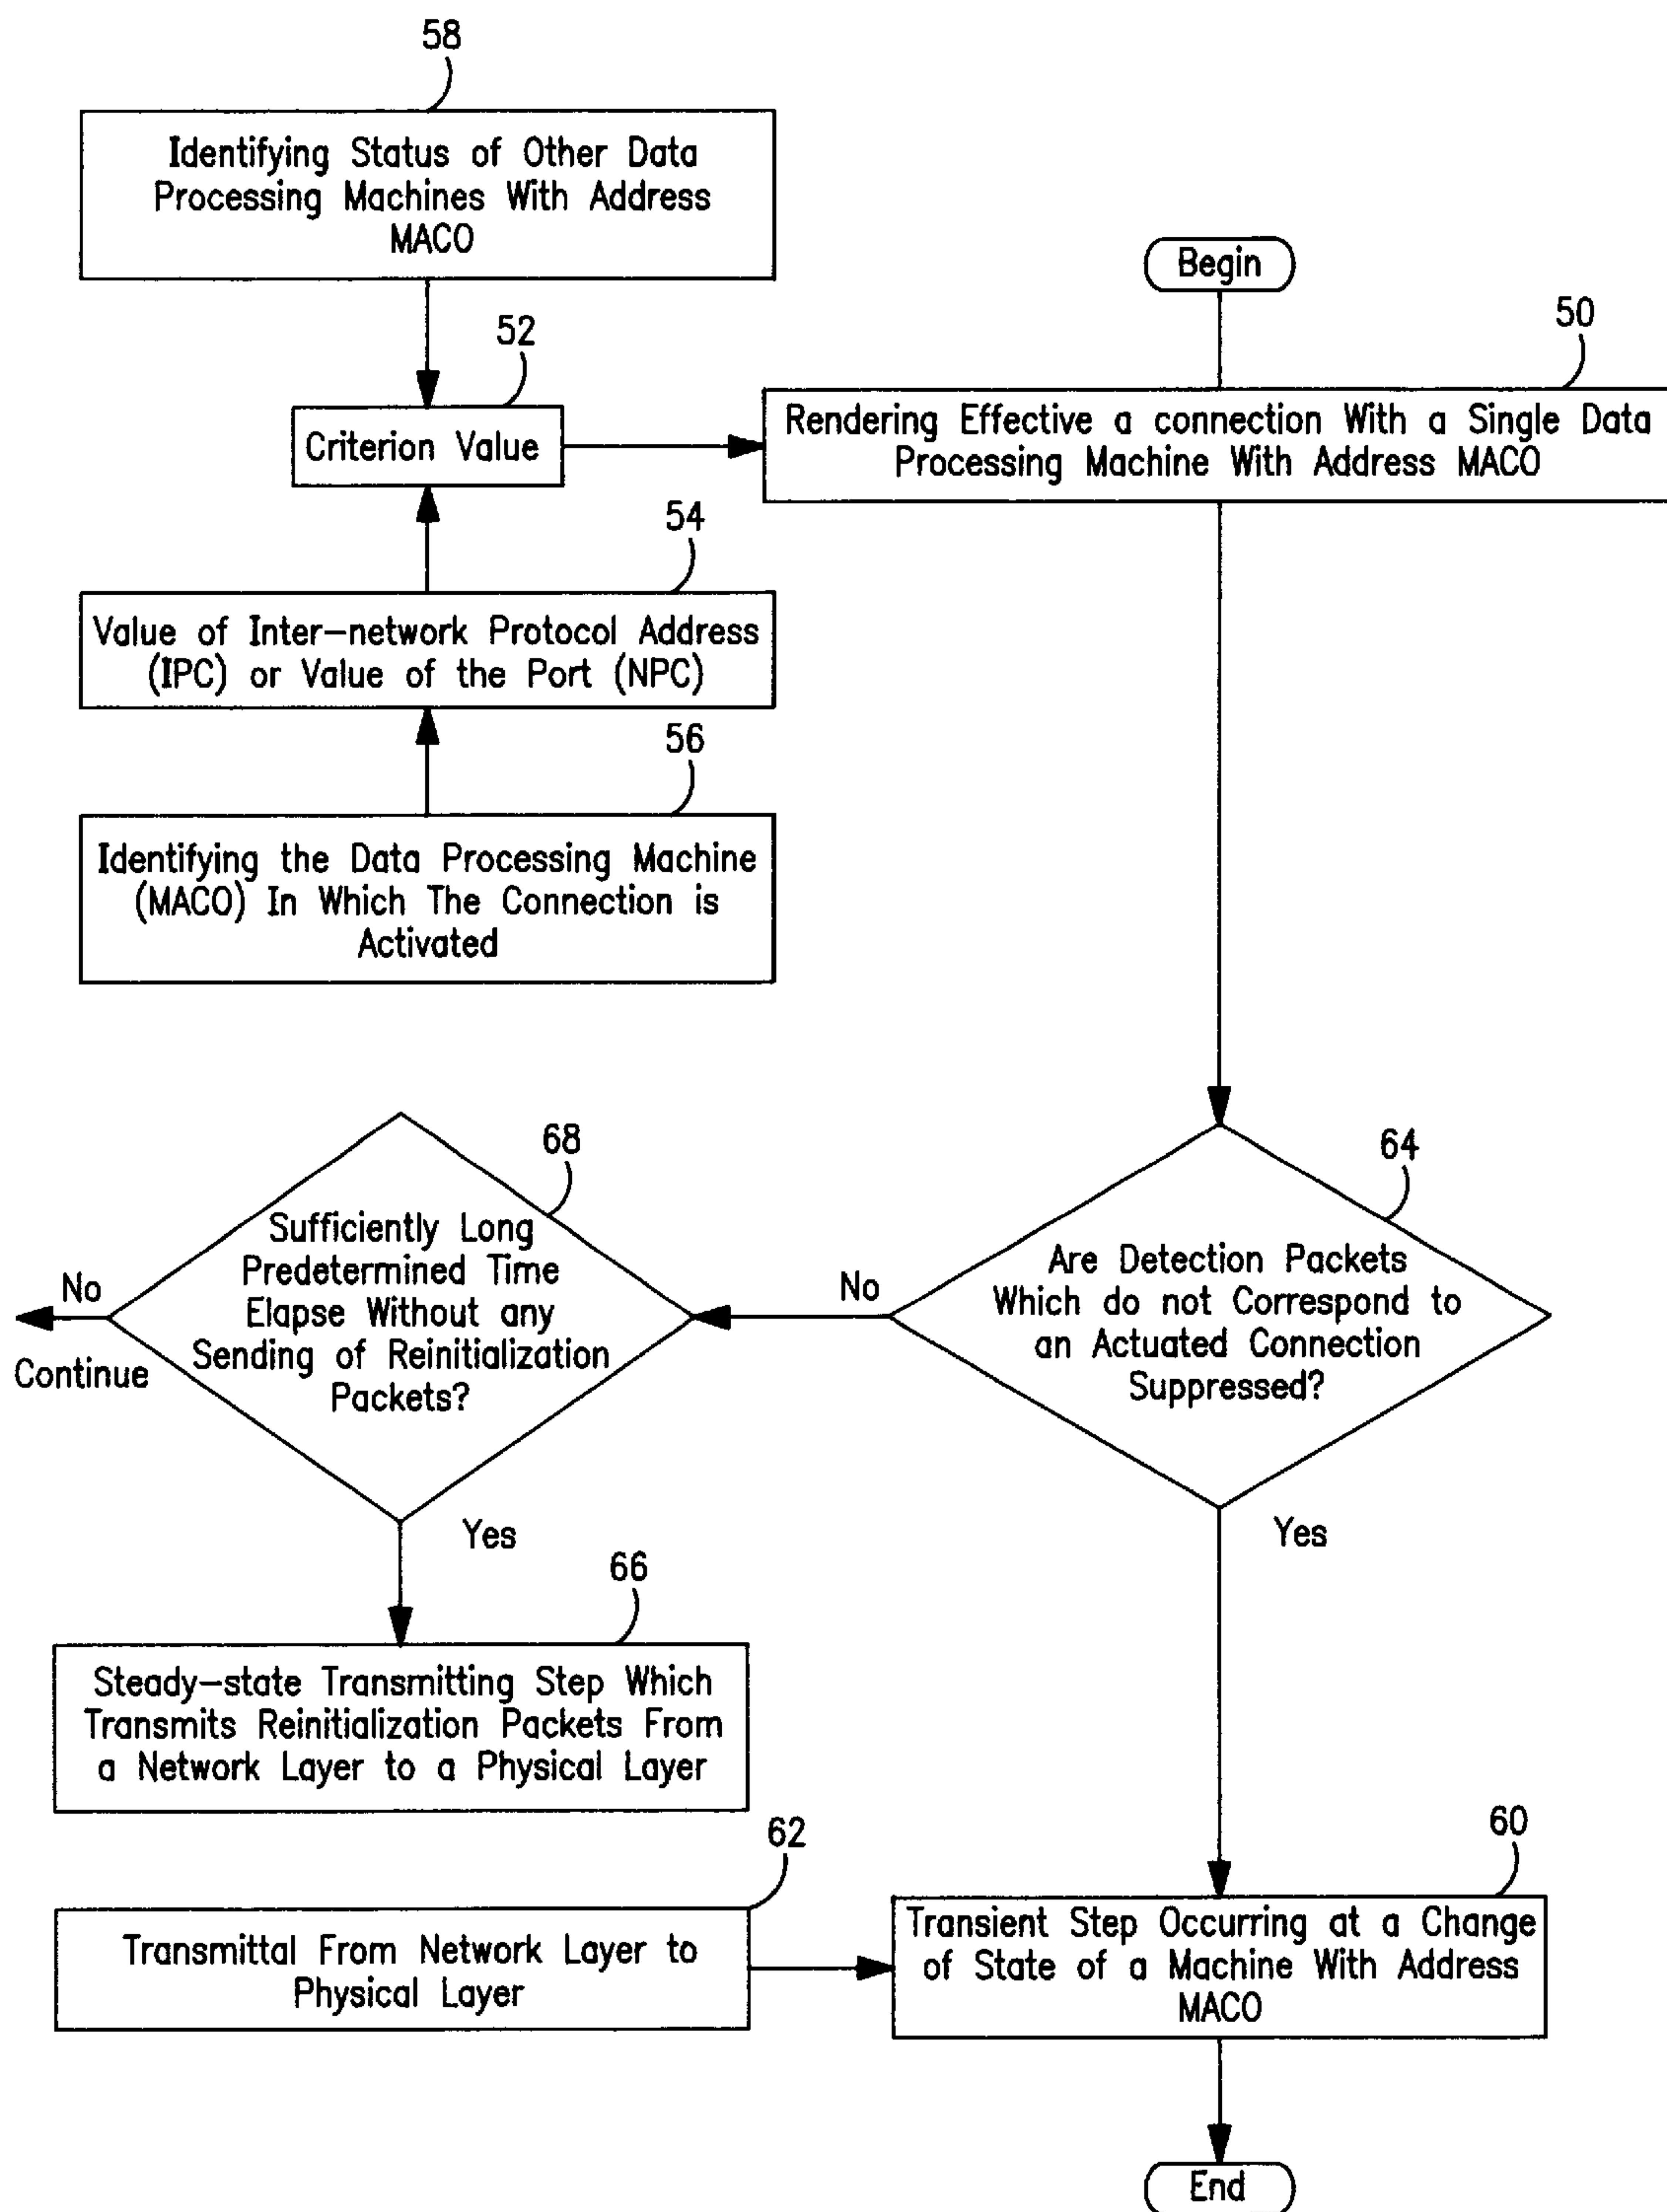 58
Identifying Status of Other Data
Processing Machines With Address
MACO
Begin
52
50
Criterion Value
Rendering Effective a connection With a Single Data
Processing Machine With Address MACO
54
Value of Inter-network Protocol Address
(IPC) or Value of the Port (NPC)
56
Identifying the Data Processing Machine
(MACO) In Which The Connection is
Activated
68
Sufficiently Long
Predetermined Time
Elapse Without any
Sending of Reinitialization
Packets?
No
Continue
Yes
64
Are Detection Packets
Which do not Correspond to
an Actuated Connection
Suppressed?
No
Yes
66
Steady-state Transmitting Step Which
Transmits Reinitialization Packets From
a Network Layer to a Physical Layer
62
Transmittal From Network Layer to
Physical Layer
60
Transient Step Occurring at a Change
of State of a Machine With Address
MACO
End